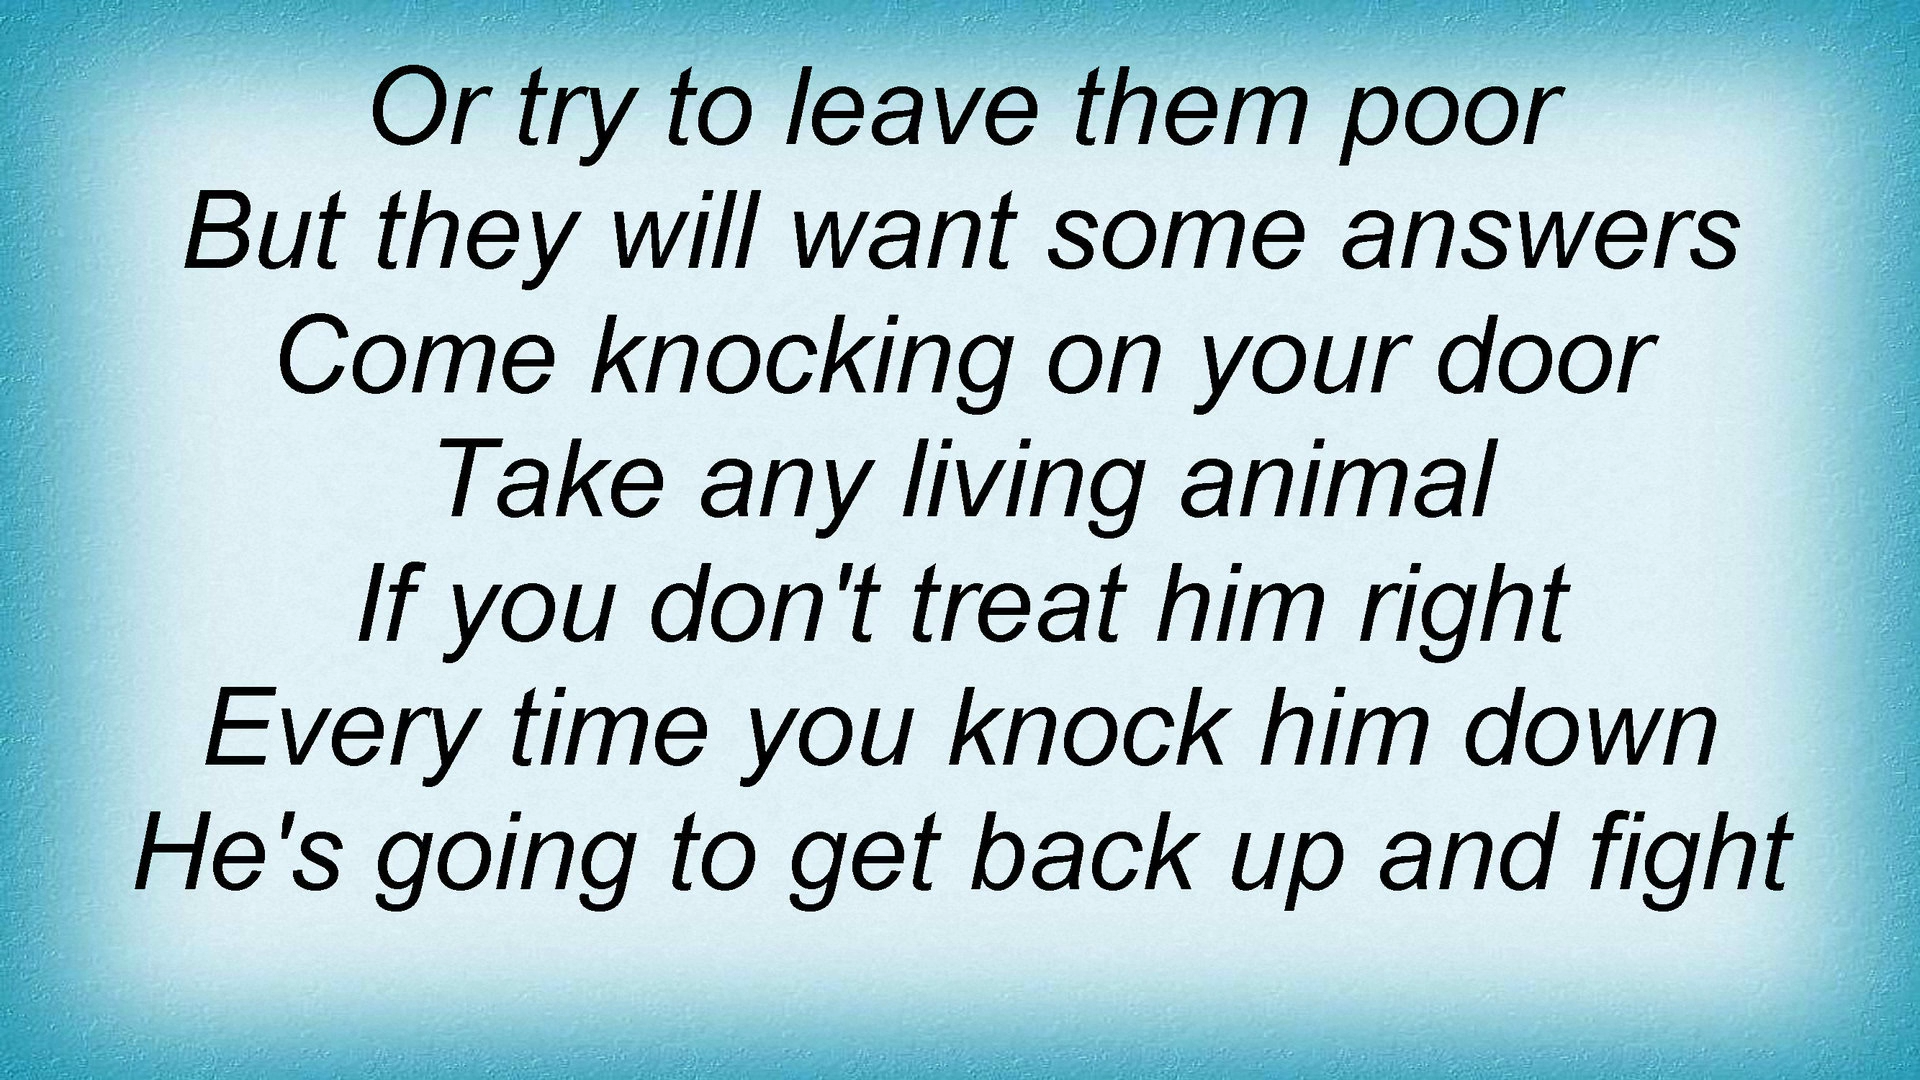 Or try to leave them poor
But they will want some answers
Come knocking on your door
Take any living animal
If you don't treat him right
Every time you knock him down
He's going to get back up and fight